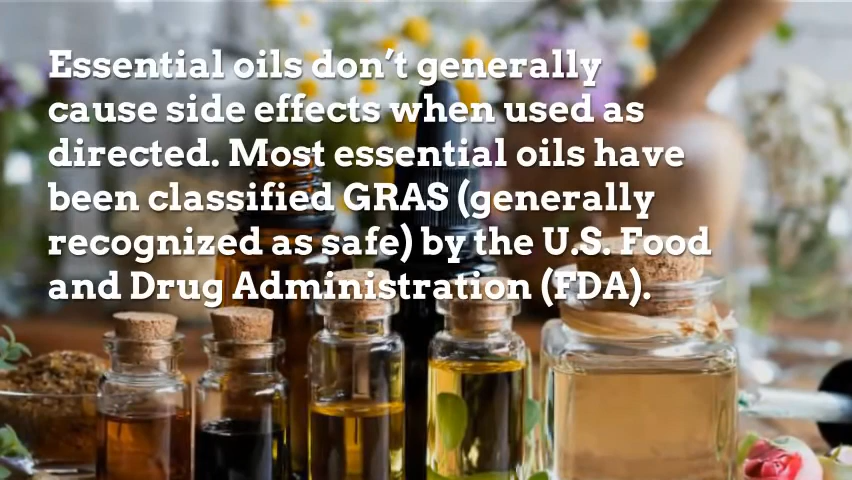 Essential oils don’t generally
cause side effects when used as
directed. Most essential oils have
been classified GRAS (generally
recognized as safe) by the U.S. Food
and Drug Administration (FDA).